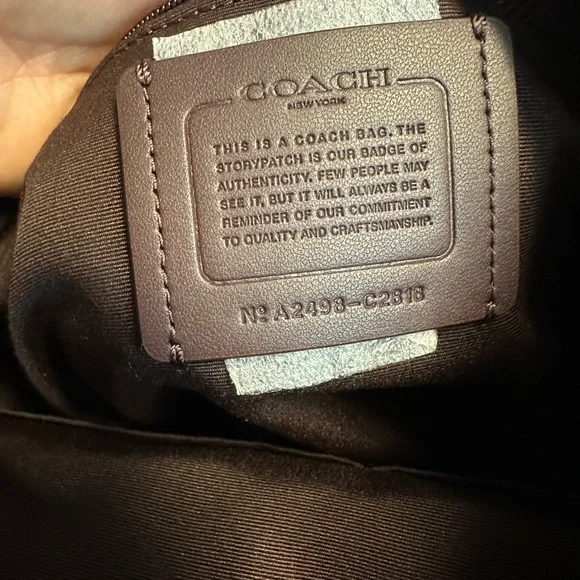 COACH
NEW YORK
THIS IS A COACH BAG. THE
STORYPATCH IS OUR BADGE OF
AUTHENTICITY. FEW PEOPLE MAY
SEE IT, BUT IT WILL ALWAYS BE A
REMINDER OF OUR COMMITMENT
TO QUALITY AND CRAFTSMANSHIP.
Nº A2498-C2818